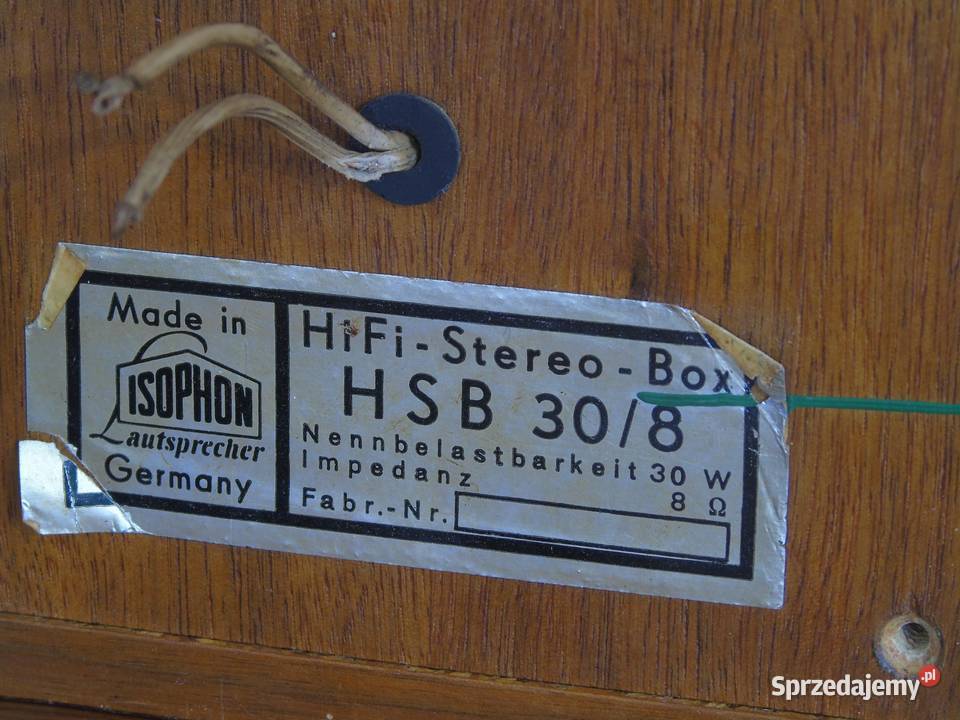 Made in
ISOPHON
Lautsprecher
Germany
HiFi-Stereo-Box
HSB 30/8
Nennbelastbarkeit 30 W
Impedanz 8 Ω
Fabr.-Nr.
Sprzedajemy.pl